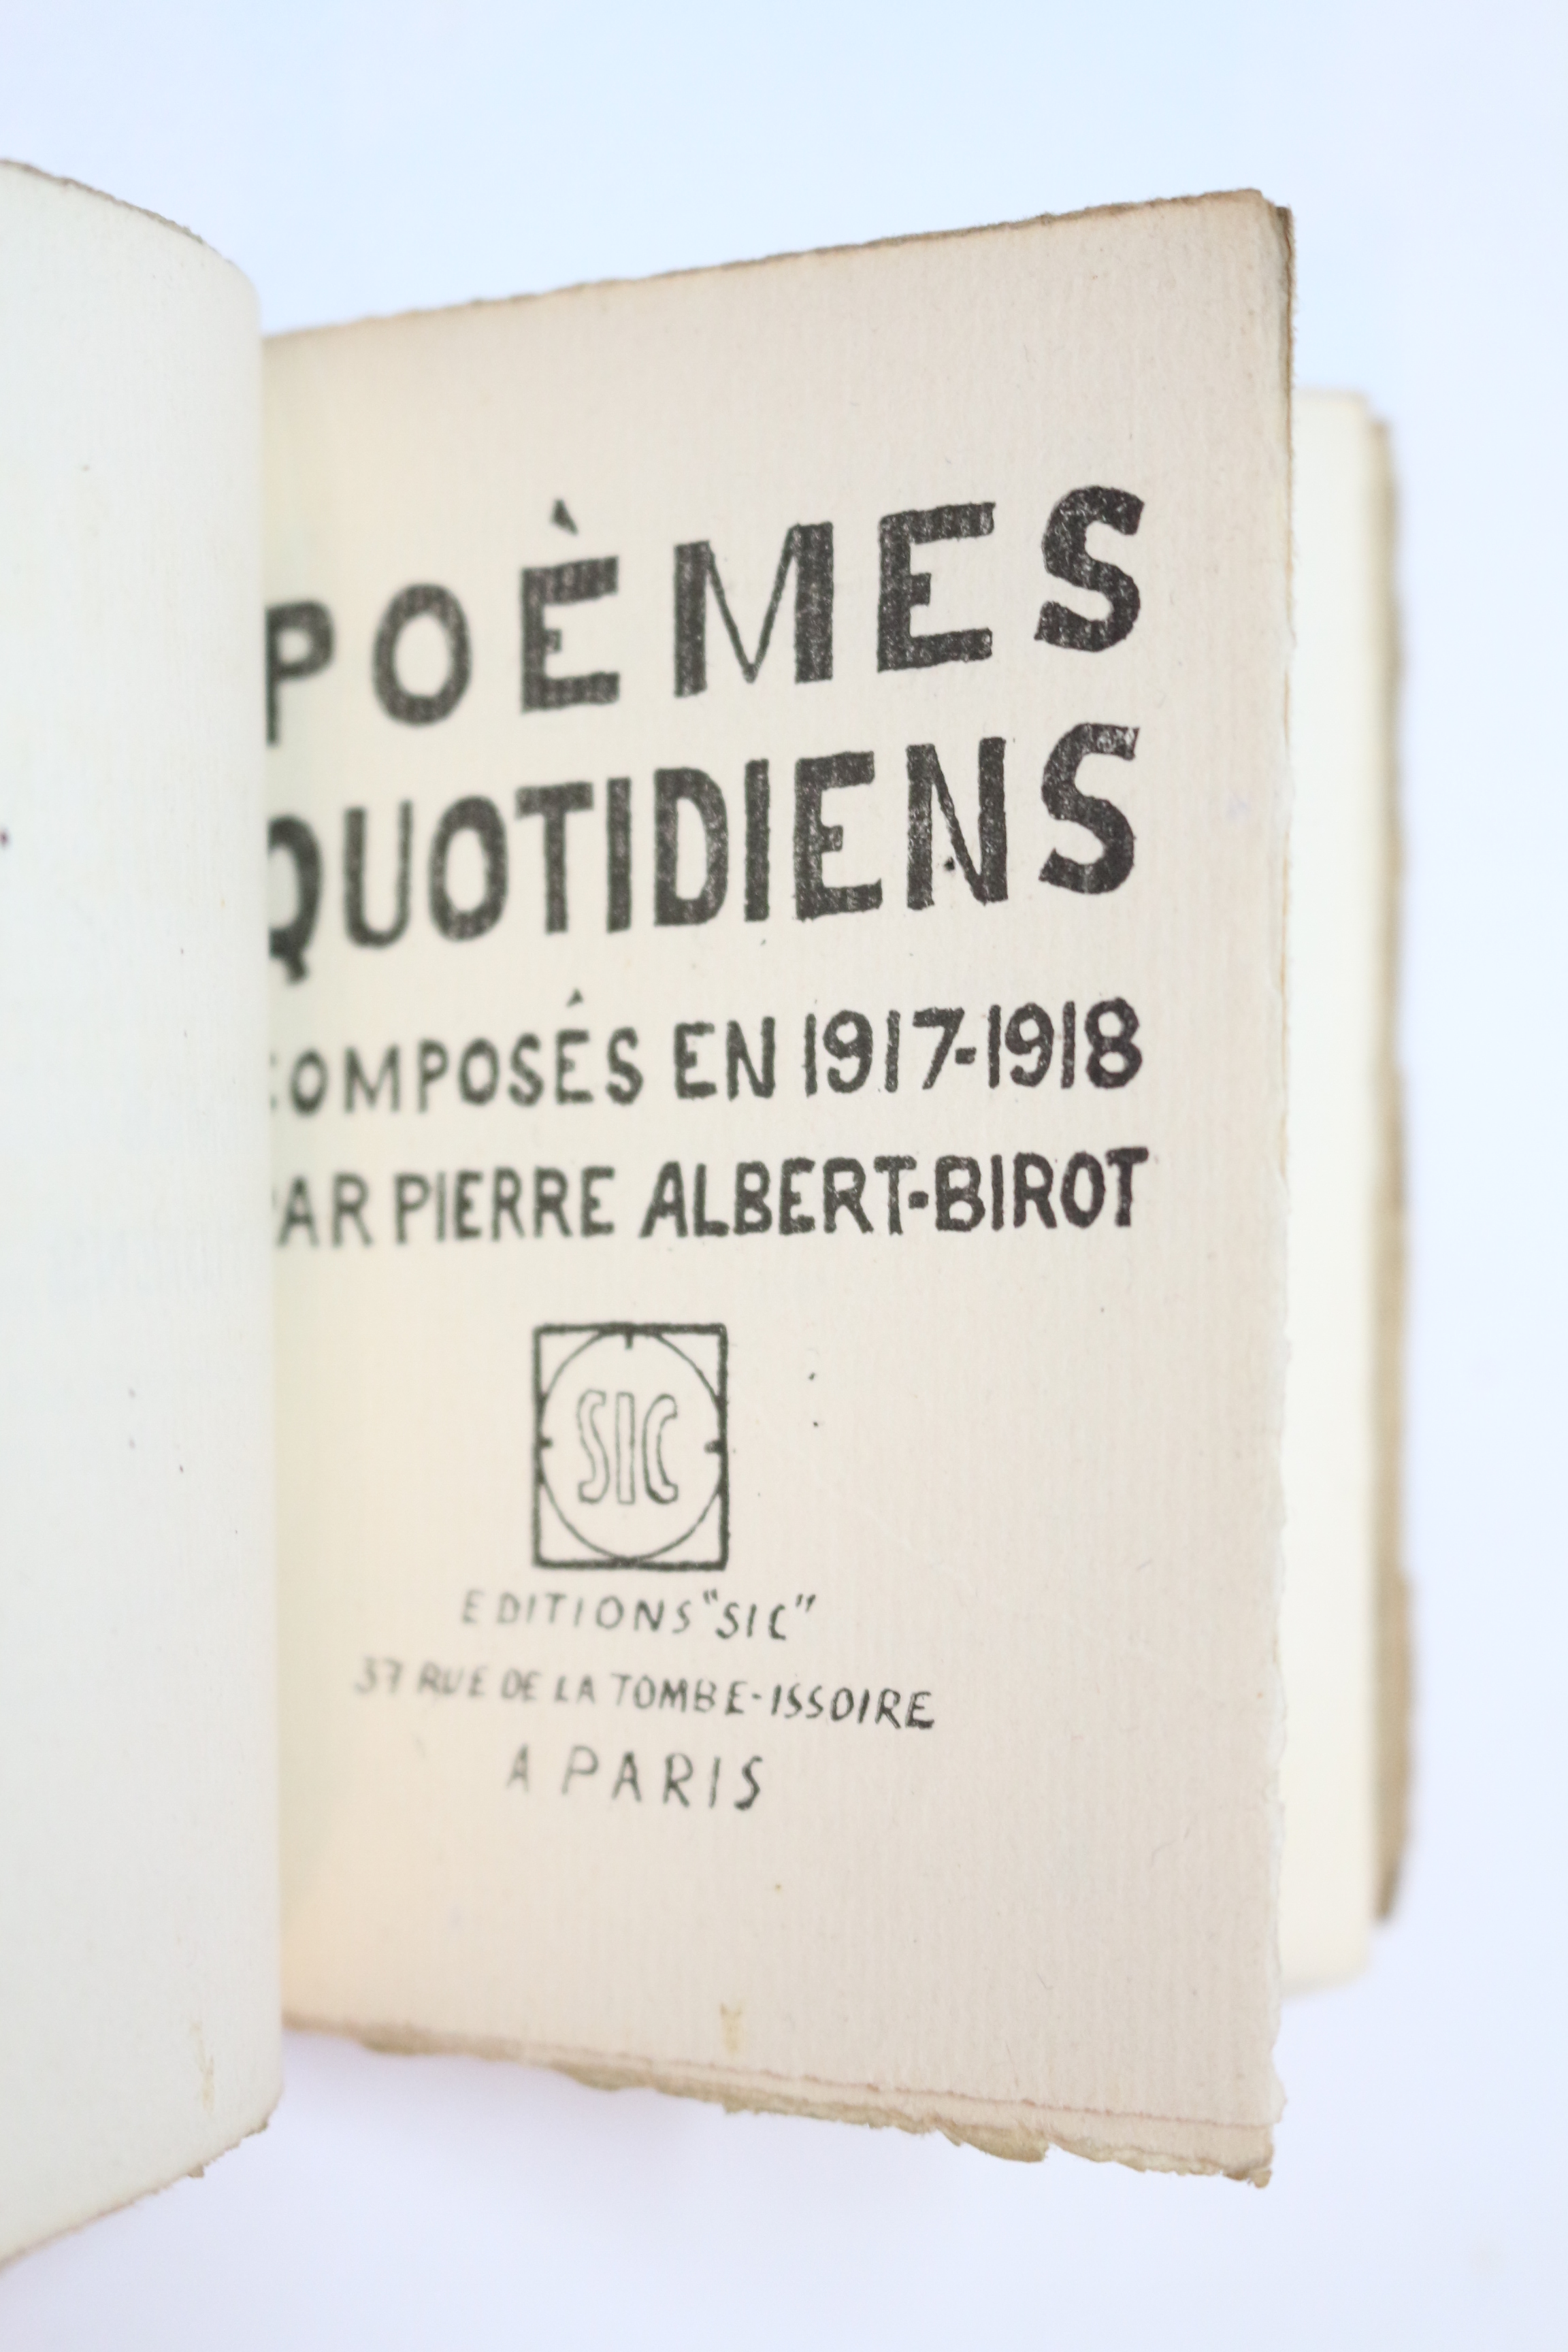 POÈMES
QUOTIDIENS
COMPOSÉS EN 1917-1918
PAR PIERRE ALBERT-BIROT
SIC
EDITIONS "SIC"
37 RUE DE LA TOMBE-ISSOIRE
A PARIS